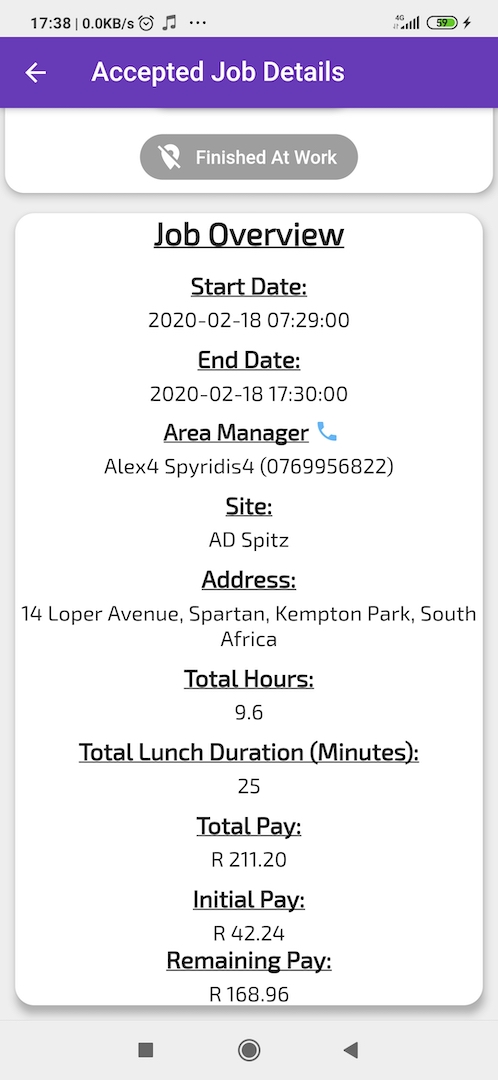 17:38 | 0.0KB/s ... 4G 59
Accepted Job Details
Finished At Work
Job Overview
Start Date:
2020-02-18 07:29:00
End Date:
2020-02-18 17:30:00
Area Manager
Alex4 Spyridis4 (0769956822)
Site:
AD Spitz
Address:
14 Loper Avenue, Spartan, Kempton Park, South
Africa
Total Hours:
9.6
Total Lunch Duration (Minutes):
25
Total Pay:
R 211.20
Initial Pay:
R 42.24
Remaining Pay:
R 168.96